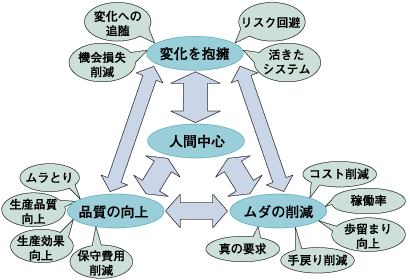 変化への
追随
リスク回避
変化を抱擁
機会損失
削減
活きた
システム
人間中心
ムラとり
コスト削減
生産品質
向上
稼働率
品質の向上
ムダの削減
生産効果
向上
歩留まり
向上
保守費用
削減
真の要求
手戻り削減